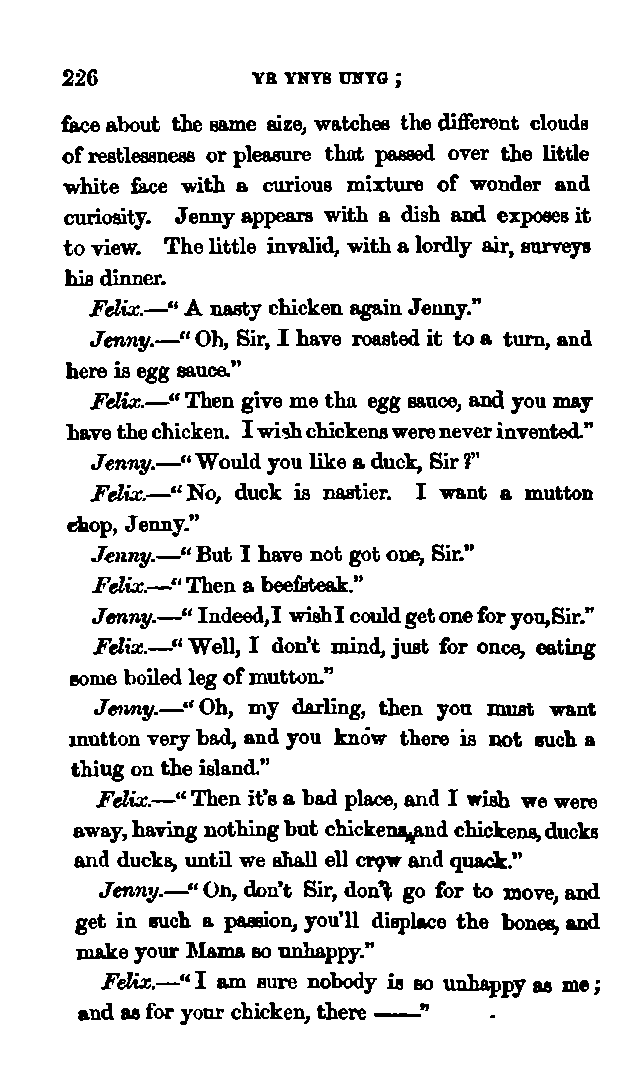 226 YR YNYS UNYG ;
face about the same size, watches the different clouds
of restlessness or pleasure that passed over the little
white face with a curious mixture of wonder and
curiosity. Jenny appears with a dish and exposes it
to view. The little invalid, with a lordly air, surveys
his dinner.
Felix.—“ A nasty chicken again Jenny.”
Jenny.—“ Oh, Sir, I have roasted it to a turn, and
here is egg sauce.”
Felix.—“ Then give me tha egg sauce, and you may
have the chicken. I wish chickens were never invented.”
Jenny.—“ Would you like a duck, Sir ?”
Felix.—“ No, duck is nastier. I want a mutton
chop, Jenny.”
Jenny.—“ But I have not got one, Sir.”
Felix.—“ Then a beefsteak.”
Jenny.—“ Indeed, I wish I could get one for you, Sir.”
Felix.—“ Well, I don't mind, just for once, eating
some boiled leg of mutton.”
Jenny.—“ Oh, my darling, then you must want
mutton very bad, and you know there is not such a
thiug on the island.”
Felix.—“ Then it's a bad place, and I wish we were
away, having nothing but chickens, and chickens, ducks
and ducks, until we shall ell crow and quack.”
Jenny.—“ On, don't Sir, don't go for to move, and
get in such a passion, you'll displace the bones, and
make your Mama so unhappy.”
Felix.—“ I am sure nobody is so unhappy as me ;
and as for your chicken, there ——”